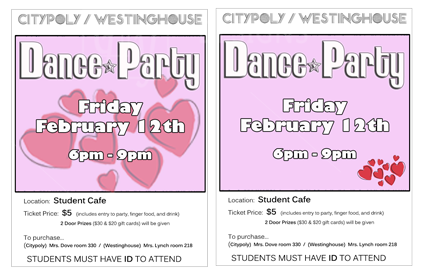 CITYPOLY / WESTINGHOUSE
Dance Party
Friday
February 12th
6pm - 9pm
Location: Student Cafe
Ticket Price: $5 (includes entry to party, finger food, and drink)
2 Door Prizes ($30 & $20 gift cards) will be given
To purchase...
(Citypoly) Mrs. Dove room 330 / (Westinghouse) Mrs. Lynch room 218
STUDENTS MUST HAVE ID TO ATTEND
CITYPOLY / WESTINGHOUSE
Dance Party
Friday
February 12th
6pm - 9pm
Location: Student Cafe
Ticket Price: $5 (includes entry to party, finger food, and drink)
2 Door Prizes ($30 & $20 gift cards) will be given
To purchase...
(Citypoly) Mrs. Dove room 330 / (Westinghouse) Mrs. Lynch room 218
STUDENTS MUST HAVE ID TO ATTEND